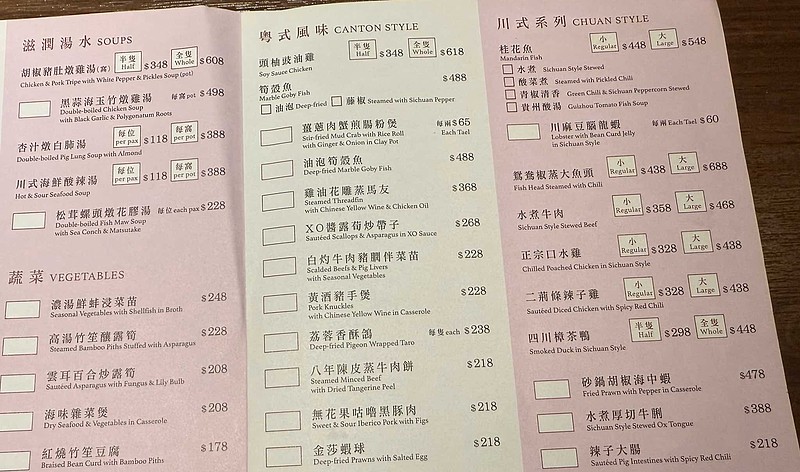 滋潤湯水 SOUPS
胡椒豬肚燉雞湯(窩) 半隻 Half $348 全隻 Whole $608
Chicken & Pork Tripe with White Pepper & Pickles Soup (pot)
黑蒜海玉竹燉雞湯 每窩 pot $498
Double-boiled Chicken Soup
with Black Garlic & Polygonatum Roots
杏汁燉白肺湯 每位 per pax $118 每窩 per pot $388
Double-boiled Pig Lung Soup with Almond
川式海鮮酸辣湯 每位 per pax $118 每窩 per pot $388
Hot & Sour Seafood Soup
松茸螺頭燉花膠湯 每位 each pax $228
Double-boiled Fish Maw Soup
with Sea Conch & Matsutake
蔬菜 VEGETABLES
濃湯鮮蚌浸菜苗 $248
Seasonal Vegetables with Shellfish in Broth
高湯竹笙釀露筍 $228
Steamed Bamboo Piths Stuffed with Asparagus
雲耳百合炒露筍 $208
Sautéed Asparagus with Fungus & Lily Bulb
海味雜菜煲 $208
Dry Seafood & Vegetables in Casserole
紅燒竹笙豆腐 $178
Braised Bean Curd with Bamboo Piths
粵式風味 CANTON STYLE
頭柚豉油雞 半隻 Half $348 全隻 Whole $618
Soy Sauce Chicken
筍殼魚 $488
Marble Goby Fish
油泡 Deep-fried 藤椒 Steamed with Sichuan Pepper
薑蔥肉蟹煎腸粉煲 每兩 $65
Stir-fried Mud Crab with Rice Roll Each Tael
with Ginger & Onion in Clay Pot
油泡筍殼魚 $488
Deep-fried Marble Goby Fish
雞油花雕蒸馬友 $368
Steamed Threadfin
with Chinese Yellow Wine & Chicken Oil
XO醬露荀炒帶子 $268
Sautéed Scallops & Asparagus in XO Sauce
白灼牛肉豬膶伴菜苗 $228
Scalded Beefs & Pig Livers
with Seasonal Vegetables
黃酒豬手煲 $228
Pork Knuckles
with Chinese Yellow Wine in Casserole
荔蓉香酥鴿 每隻 each $238
Deep-fried Pigeon Wrapped Taro
八年陳皮蒸牛肉餅 $218
Steamed Minced Beef
with Dried Tangerine Peel
無花果咕嚕黑豚肉 $218
Sweet & Sour Iberico Pork with Figs
金莎蝦球 $218
Deep-fried Prawns with Salted Egg
川式系列 CHUAN STYLE
桂花魚 小 Regular $448 大 Large $548
Mandarin Fish
水煮 Sichuan Style Stewed
酸菜煮 Steamed with Pickled Chili
青椒清香 Green Chili & Sichuan Peppercorn Stewed
貴州酸湯 Guizhou Tomato Fish Soup
川麻豆腦龍蝦 每兩 Each Tael $60
Lobster with Bean Curd Jelly
in Sichuan Style
鴛鴦椒蒸大魚頭 小 Regular $438 大 Large $688
Fish Head Steamed with Chili
水煮牛肉 小 Regular $358 大 Large $468
Sichuan Style Stewed Beef
正宗口水雞 小 Regular $328 大 Large $438
Chilled Poached Chicken in Sichuan Style
二荊條辣子雞 小 Regular $328 大 Large $438
Sautéed Diced Chicken with Spicy Red Chili
四川樟茶鴨 半隻 Half $298 全隻 Whole $448
Smoked Duck in Sichuan Style
砂鍋胡椒海中蝦 $478
Fried Prawn with Pepper in Casserole
水煮厚切牛脷 $388
Sichuan Style Stewed Ox Tongue
辣子大腸 $218
Sautéed Pig Intestines with Spicy Red Chili